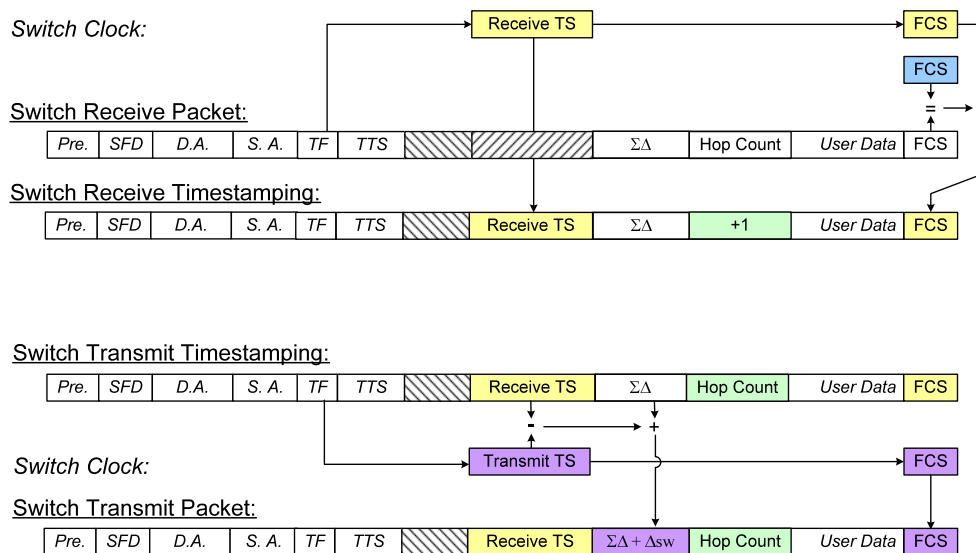 Switch Clock:
Receive TS
FCS
FCS
Switch Receive Packet:
=
Pre. SFD D.A. S. A. TF TTS ΣΔ Hop Count User Data FCS
Switch Receive Timestamping:
Pre. SFD D.A. S. A. TF TTS Receive TS ΣΔ +1 User Data FCS
Switch Transmit Timestamping:
Pre. SFD D.A. S. A. TF TTS Receive TS ΣΔ Hop Count User Data FCS
- +
Switch Clock:
Transmit TS
FCS
Switch Transmit Packet:
Pre. SFD D.A. S. A. TF TTS Receive TS ΣΔ + Δsw Hop Count User Data FCS